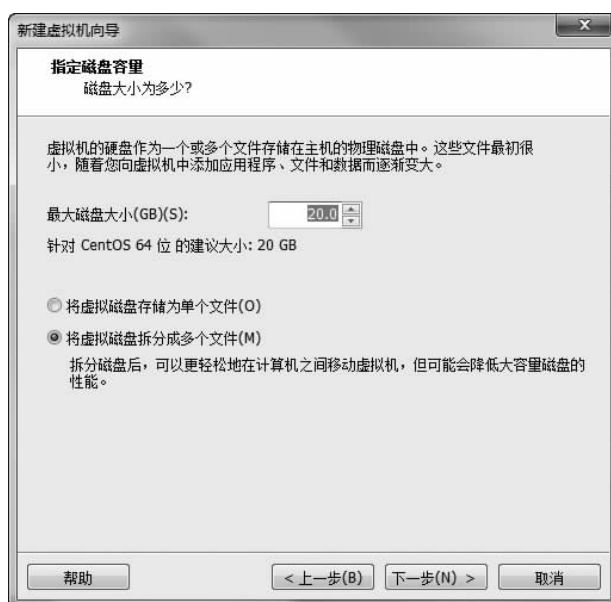 新建虚拟机向导
指定磁盘容量
磁盘大小为多少?
虚拟机的硬盘作为一个或多个文件存储在主机的物理磁盘中。这些文件最初很
小，随着您向虚拟机中添加应用程序、文件和数据而逐渐变大。
最大磁盘大小(GB)(S): 20.0
针对 CentOS 64 位 的建议大小: 20 GB
将虚拟磁盘存储为单个文件(O)
将虚拟磁盘拆分成多个文件(M)
拆分磁盘后，可以更轻松地在计算机之间移动虚拟机，但可能会降低大容量磁盘的
性能。
帮助 < 上一步(B) 下一步(N) > 取消